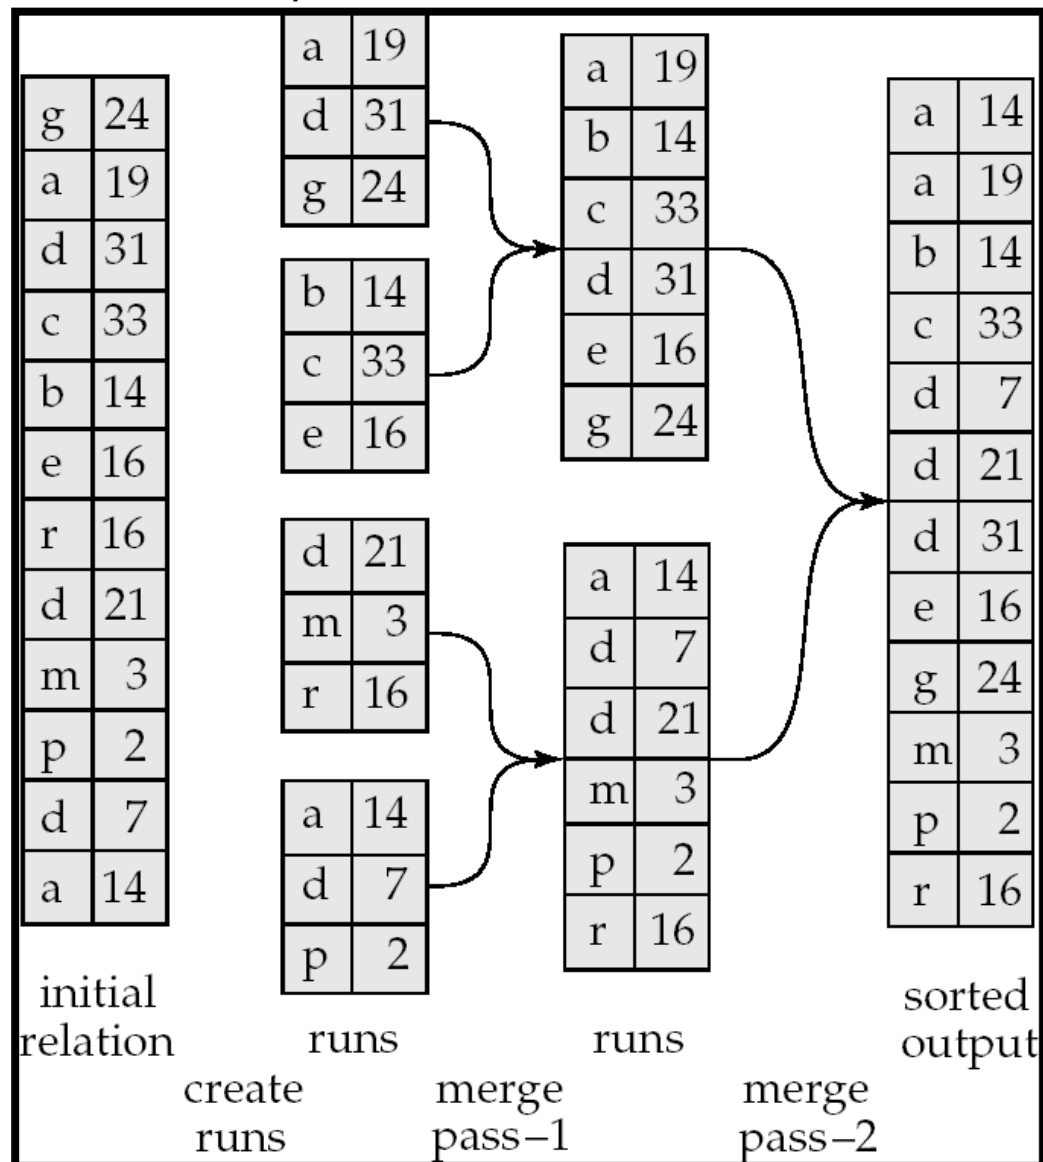 g 24
a 19
d 31
c 33
b 14
e 16
r 16
d 21
m 3
p 2
d 7
a 14
initial
relation
create
runs
a 19
d 31
g 24
b 14
c 33
e 16
d 21
m 3
r 16
a 14
d 7
p 2
runs
merge
pass–1
a 19
b 14
c 33
d 31
e 16
g 24
a 14
d 7
d 21
m 3
p 2
r 16
runs
merge
pass–2
a 14
a 19
b 14
c 33
d 7
d 21
d 31
e 16
g 24
m 3
p 2
r 16
sorted
output